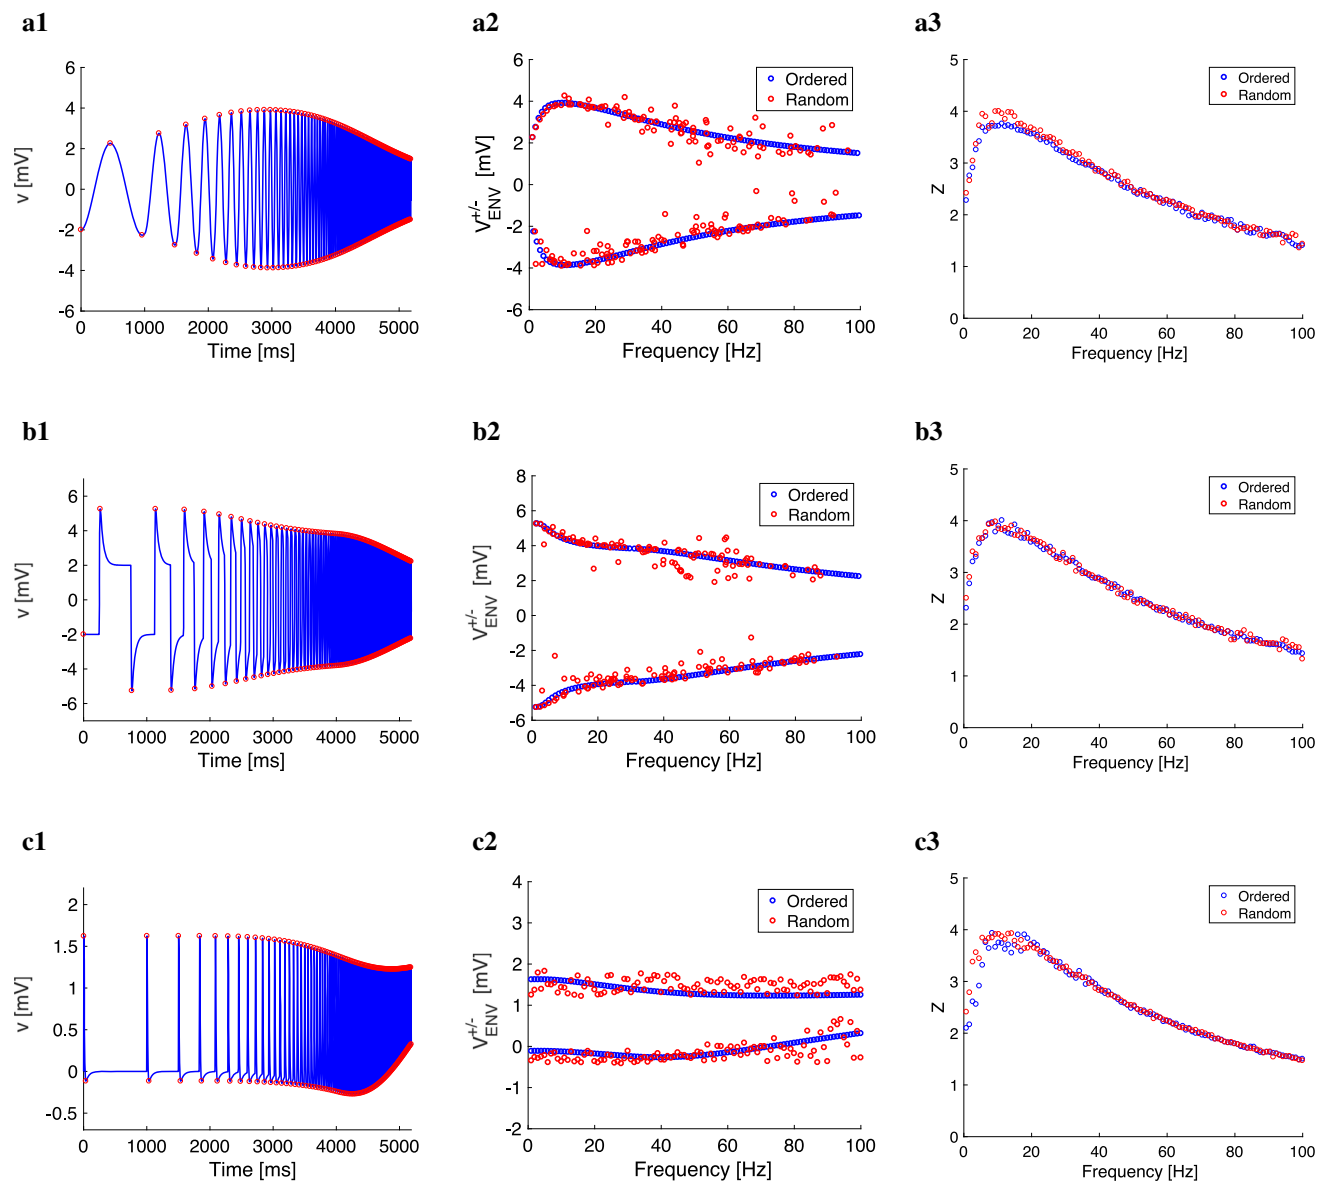 a1
6
4
2
0
-2
-4
-6
v [mV]
0 1000 2000 3000 4000 5000
Time [ms]
a2
6
4
2
0
-2
-4
-6
V+/-ENV [mV]
Ordered
Random
0 20 40 60 80 100
Frequency [Hz]
a3
5
4
3
2
1
0
Z
Ordered
Random
0 20 40 60 80 100
Frequency [Hz]
b1
6
4
2
0
-2
-4
-6
v [mV]
0 1000 2000 3000 4000 5000
Time [ms]
b2
8
6
4
2
0
-2
-4
-6
V+/-ENV [mV]
Ordered
Random
0 20 40 60 80 100
Frequency [Hz]
b3
5
4
3
2
1
0
Z
Ordered
Random
0 20 40 60 80 100
Frequency [Hz]
c1
2
1.5
1
0.5
0
-0.5
v [mV]
0 1000 2000 3000 4000 5000
Time [ms]
c2
4
3
2
1
0
-1
-2
V+/-ENV [mV]
Ordered
Random
0 20 40 60 80 100
Frequency [Hz]
c3
5
4
3
2
1
0
Z
Ordered
Random
0 20 40 60 80 100
Frequency [Hz]